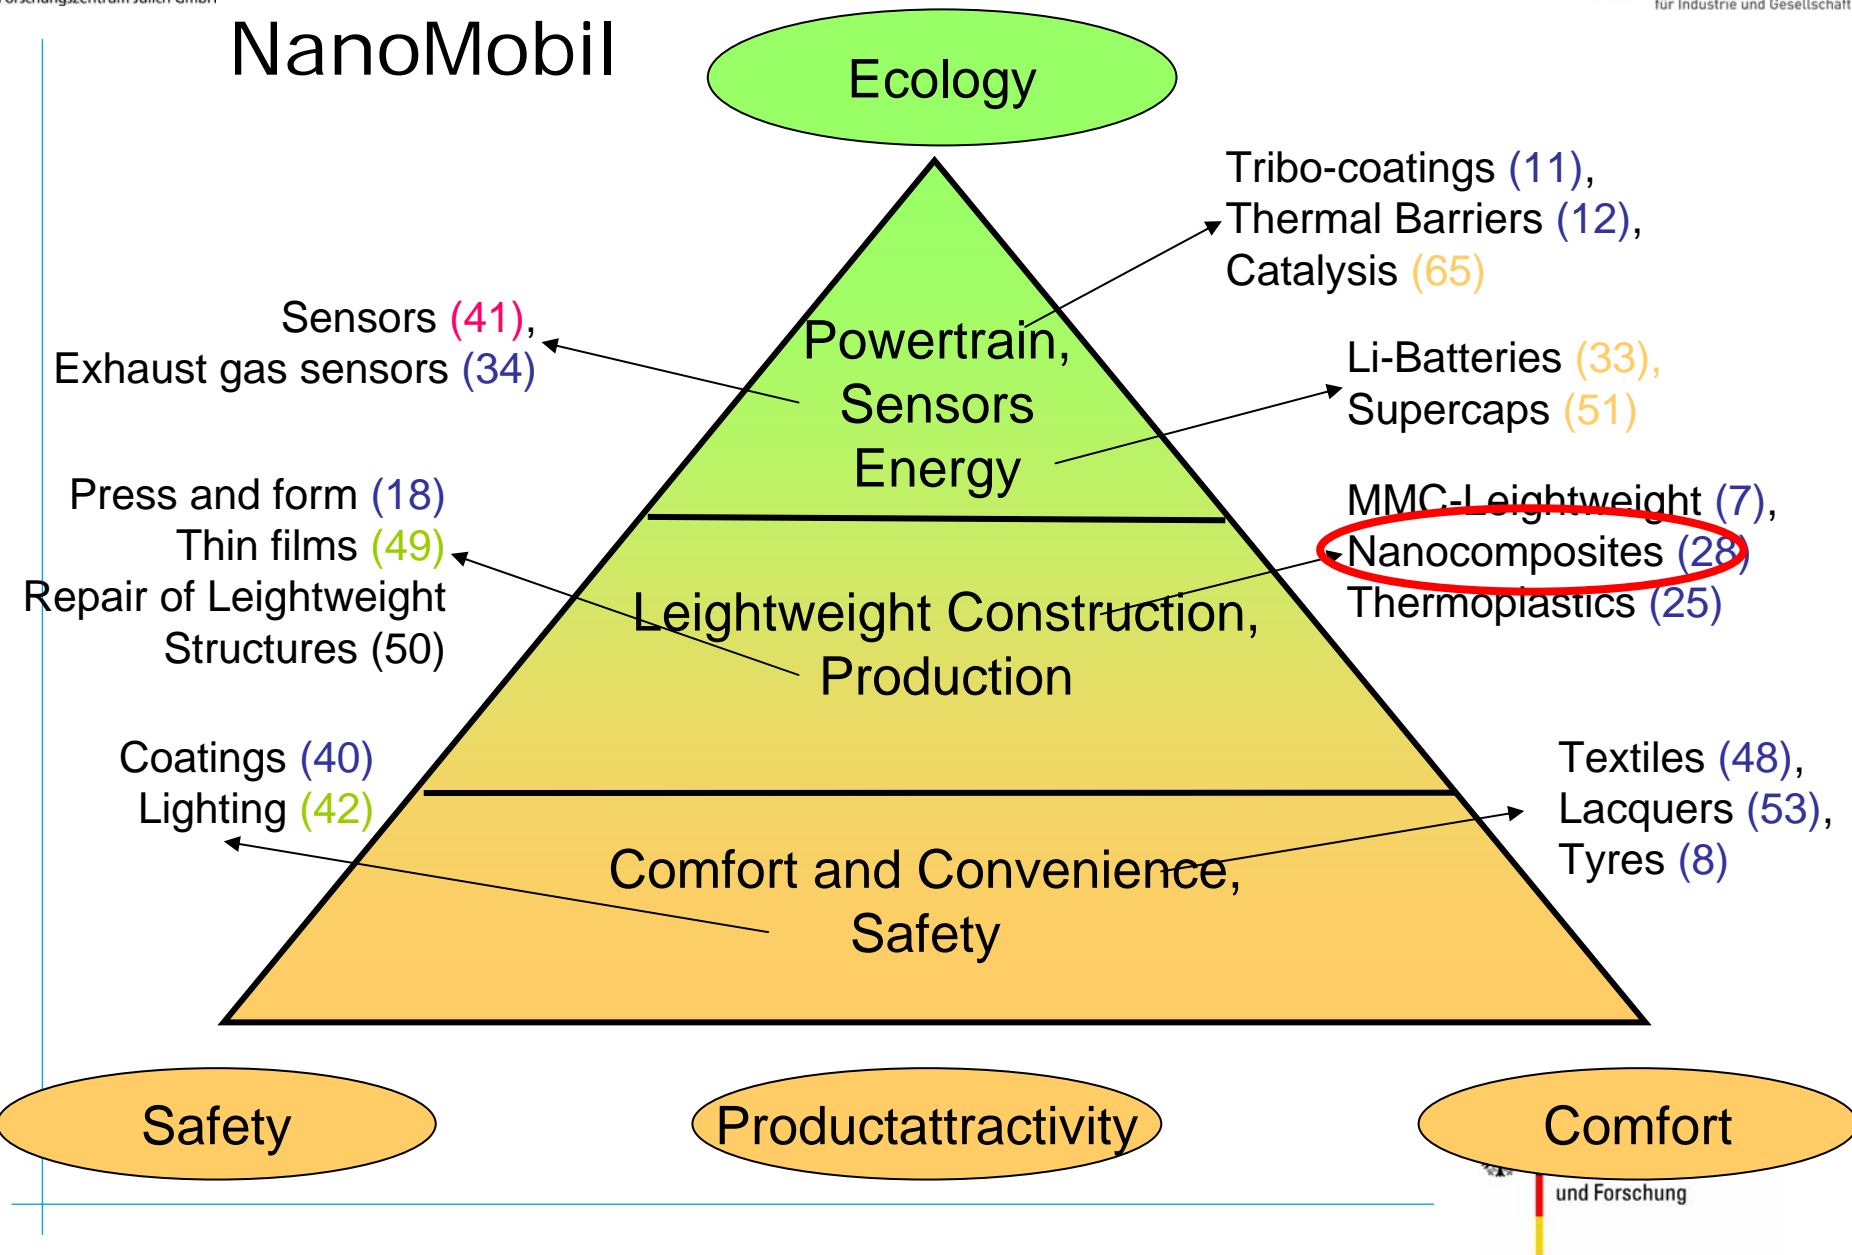 Forschungszentrum Jülich GmbH
für Industrie und Gesellschaft
NanoMobil
Ecology
Tribo-coatings (11),
Thermal Barriers (12),
Catalysis (65)
Sensors (41),
Exhaust gas sensors (34)
Powertrain,
Sensors
Energy
Li-Batteries (33),
Supercaps (51)
Press and form (18)
Thin films (49)
Repair of Leightweight
Structures (50)
MMC-Leightweight (7),
Nanocomposites (28)
Thermoplastics (25)
Leightweight Construction,
Production
Coatings (40)
Lighting (42)
Textiles (48),
Lacquers (53),
Tyres (8)
Comfort and Convenience,
Safety
Safety
Productattractivity
Comfort
und Forschung